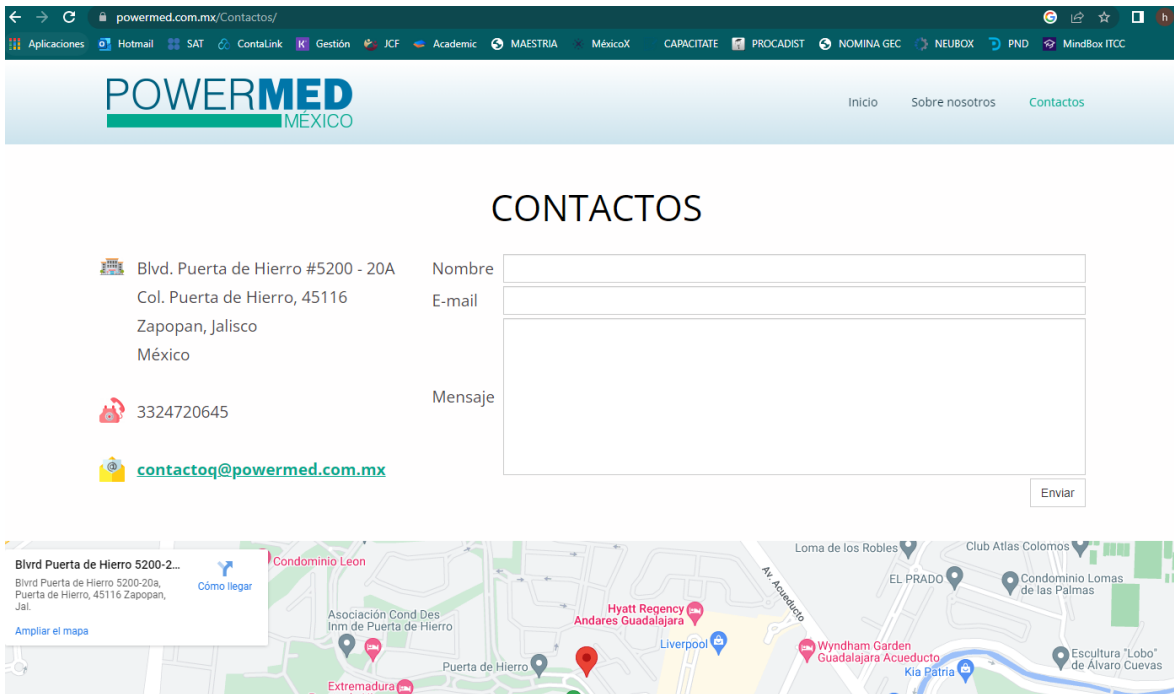 powermed.com.mx/Contactos/
Aplicaciones Hotmail SAT ContaLink Gestión JCF Academic MAESTRIA MéxicoX CAPACITATE PROCADIST NOMINA GEC NEUBOX PND MindBox ITCC
POWERMED
MÉXICO
Inicio Sobre nosotros Contactos
CONTACTOS
Blvd. Puerta de Hierro #5200 - 20A
Col. Puerta de Hierro, 45116
Zapopan, Jalisco
México
3324720645
contactoq@powermed.com.mx
Nombre
E-mail
Mensaje
Enviar
Blvrd Puerta de Hierro 5200-2...
Blvrd Puerta de Hierro 5200-20a,
Puerta de Hierro, 45116 Zapopan,
Jal.
Cómo llegar
Ampliar el mapa
Condominio Leon
Asociación Cond Des
Inm de Puerta de Hierro
Puerta de Hierro
Extremadura
Hyatt Regency
Andares Guadalajara
Liverpool
Av. Acueducto
Loma de los Robles
EL PRADO
Club Atlas Colomos
Condominio Lomas
de las Palmas
Wyndham Garden
Guadalajara Acueducto
Kia Patria
Escultura "Lobo"
de Álvaro Cuevas